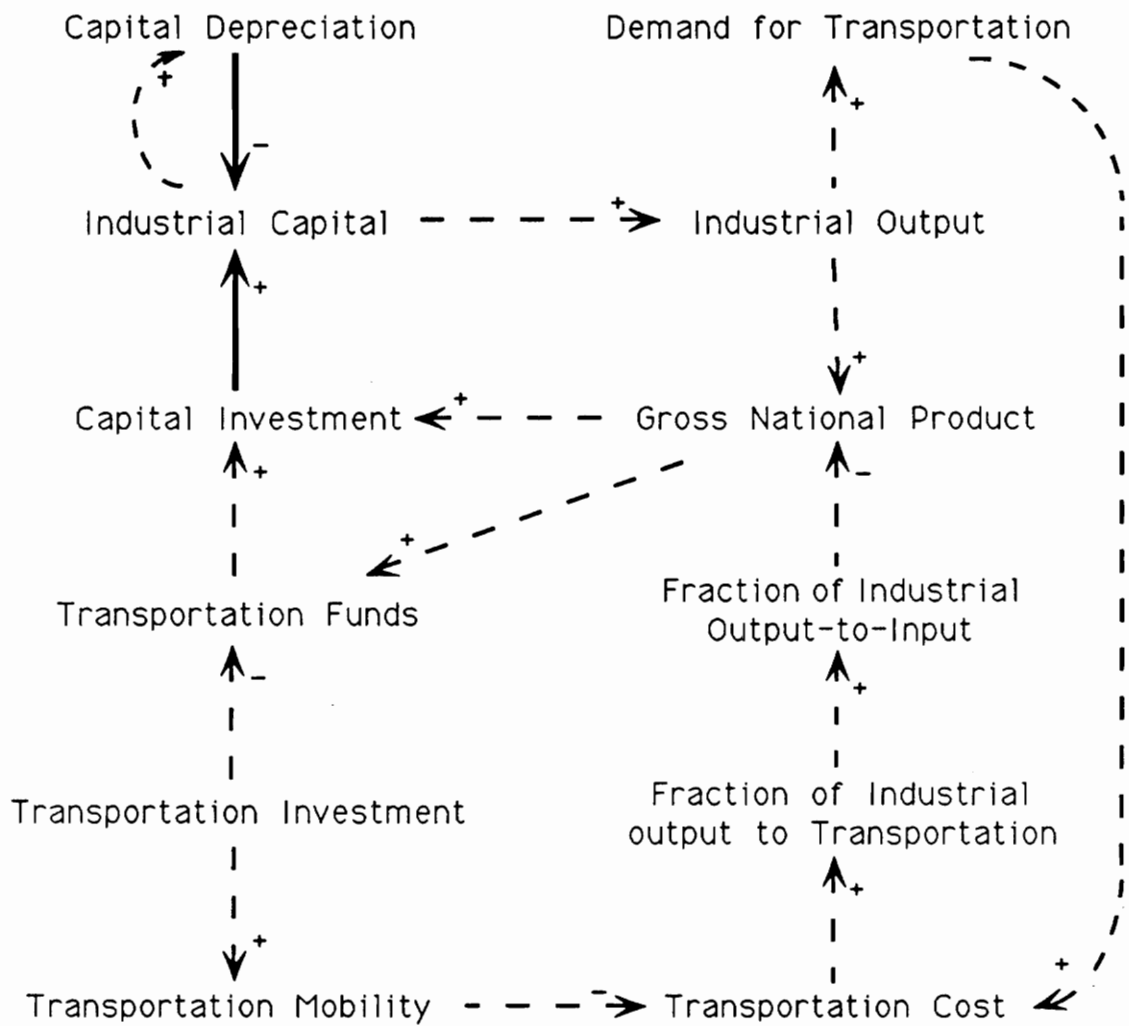 Capital Depreciation
Demand for Transportation
+
+
-
+
Industrial Capital
+
Industrial Output
+
+
Capital Investment
+
Gross National Product
+
-
+
Transportation Funds
Fraction of Industrial
Output-to-Input
-
+
Transportation Investment
Fraction of Industrial
output to Transportation
+
+
+
Transportation Mobility
-
Transportation Cost